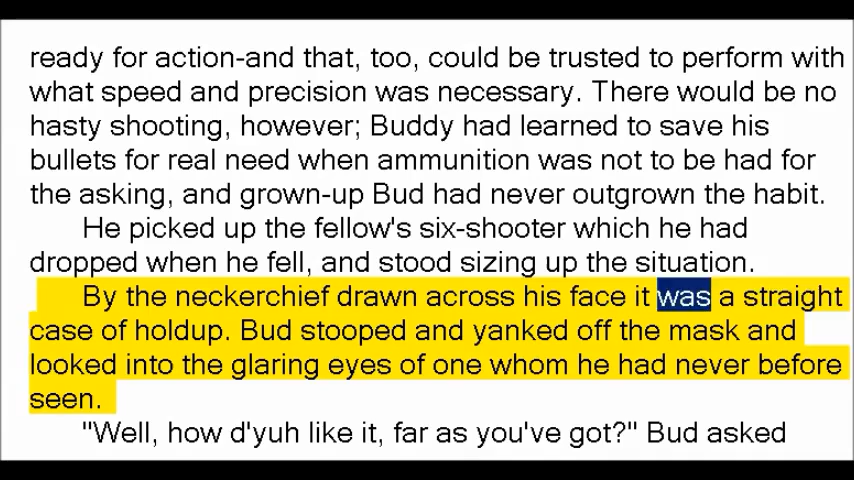 ready for action-and that, too, could be trusted to perform with
what speed and precision was necessary. There would be no
hasty shooting, however; Buddy had learned to save his
bullets for real need when ammunition was not to be had for
the asking, and grown-up Bud had never outgrown the habit.
He picked up the fellow's six-shooter which he had
dropped when he fell, and stood sizing up the situation.
By the neckerchief drawn across his face it was a straight
case of holdup. Bud stooped and yanked off the mask and
looked into the glaring eyes of one whom he had never before
seen.
"Well, how d'yuh like it, far as you've got?" Bud asked